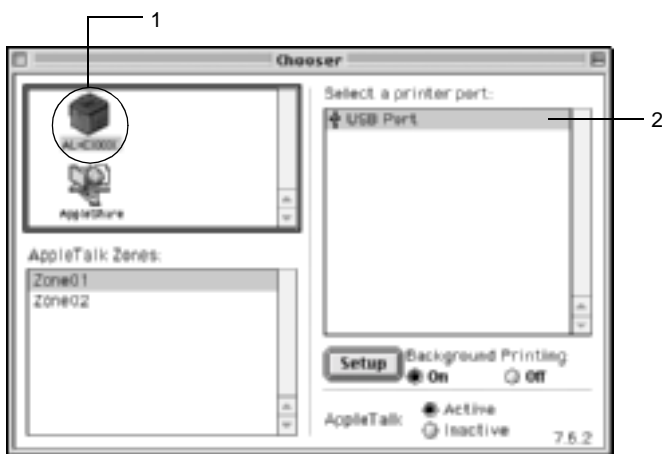 1
Chooser
Select a printer port:
USB Port
2
AppleShare
AppleTalk Zones:
Zone01
Zone02
Setup
Background Printing
On Off
AppleTalk
Active
Inactive
7.6.2